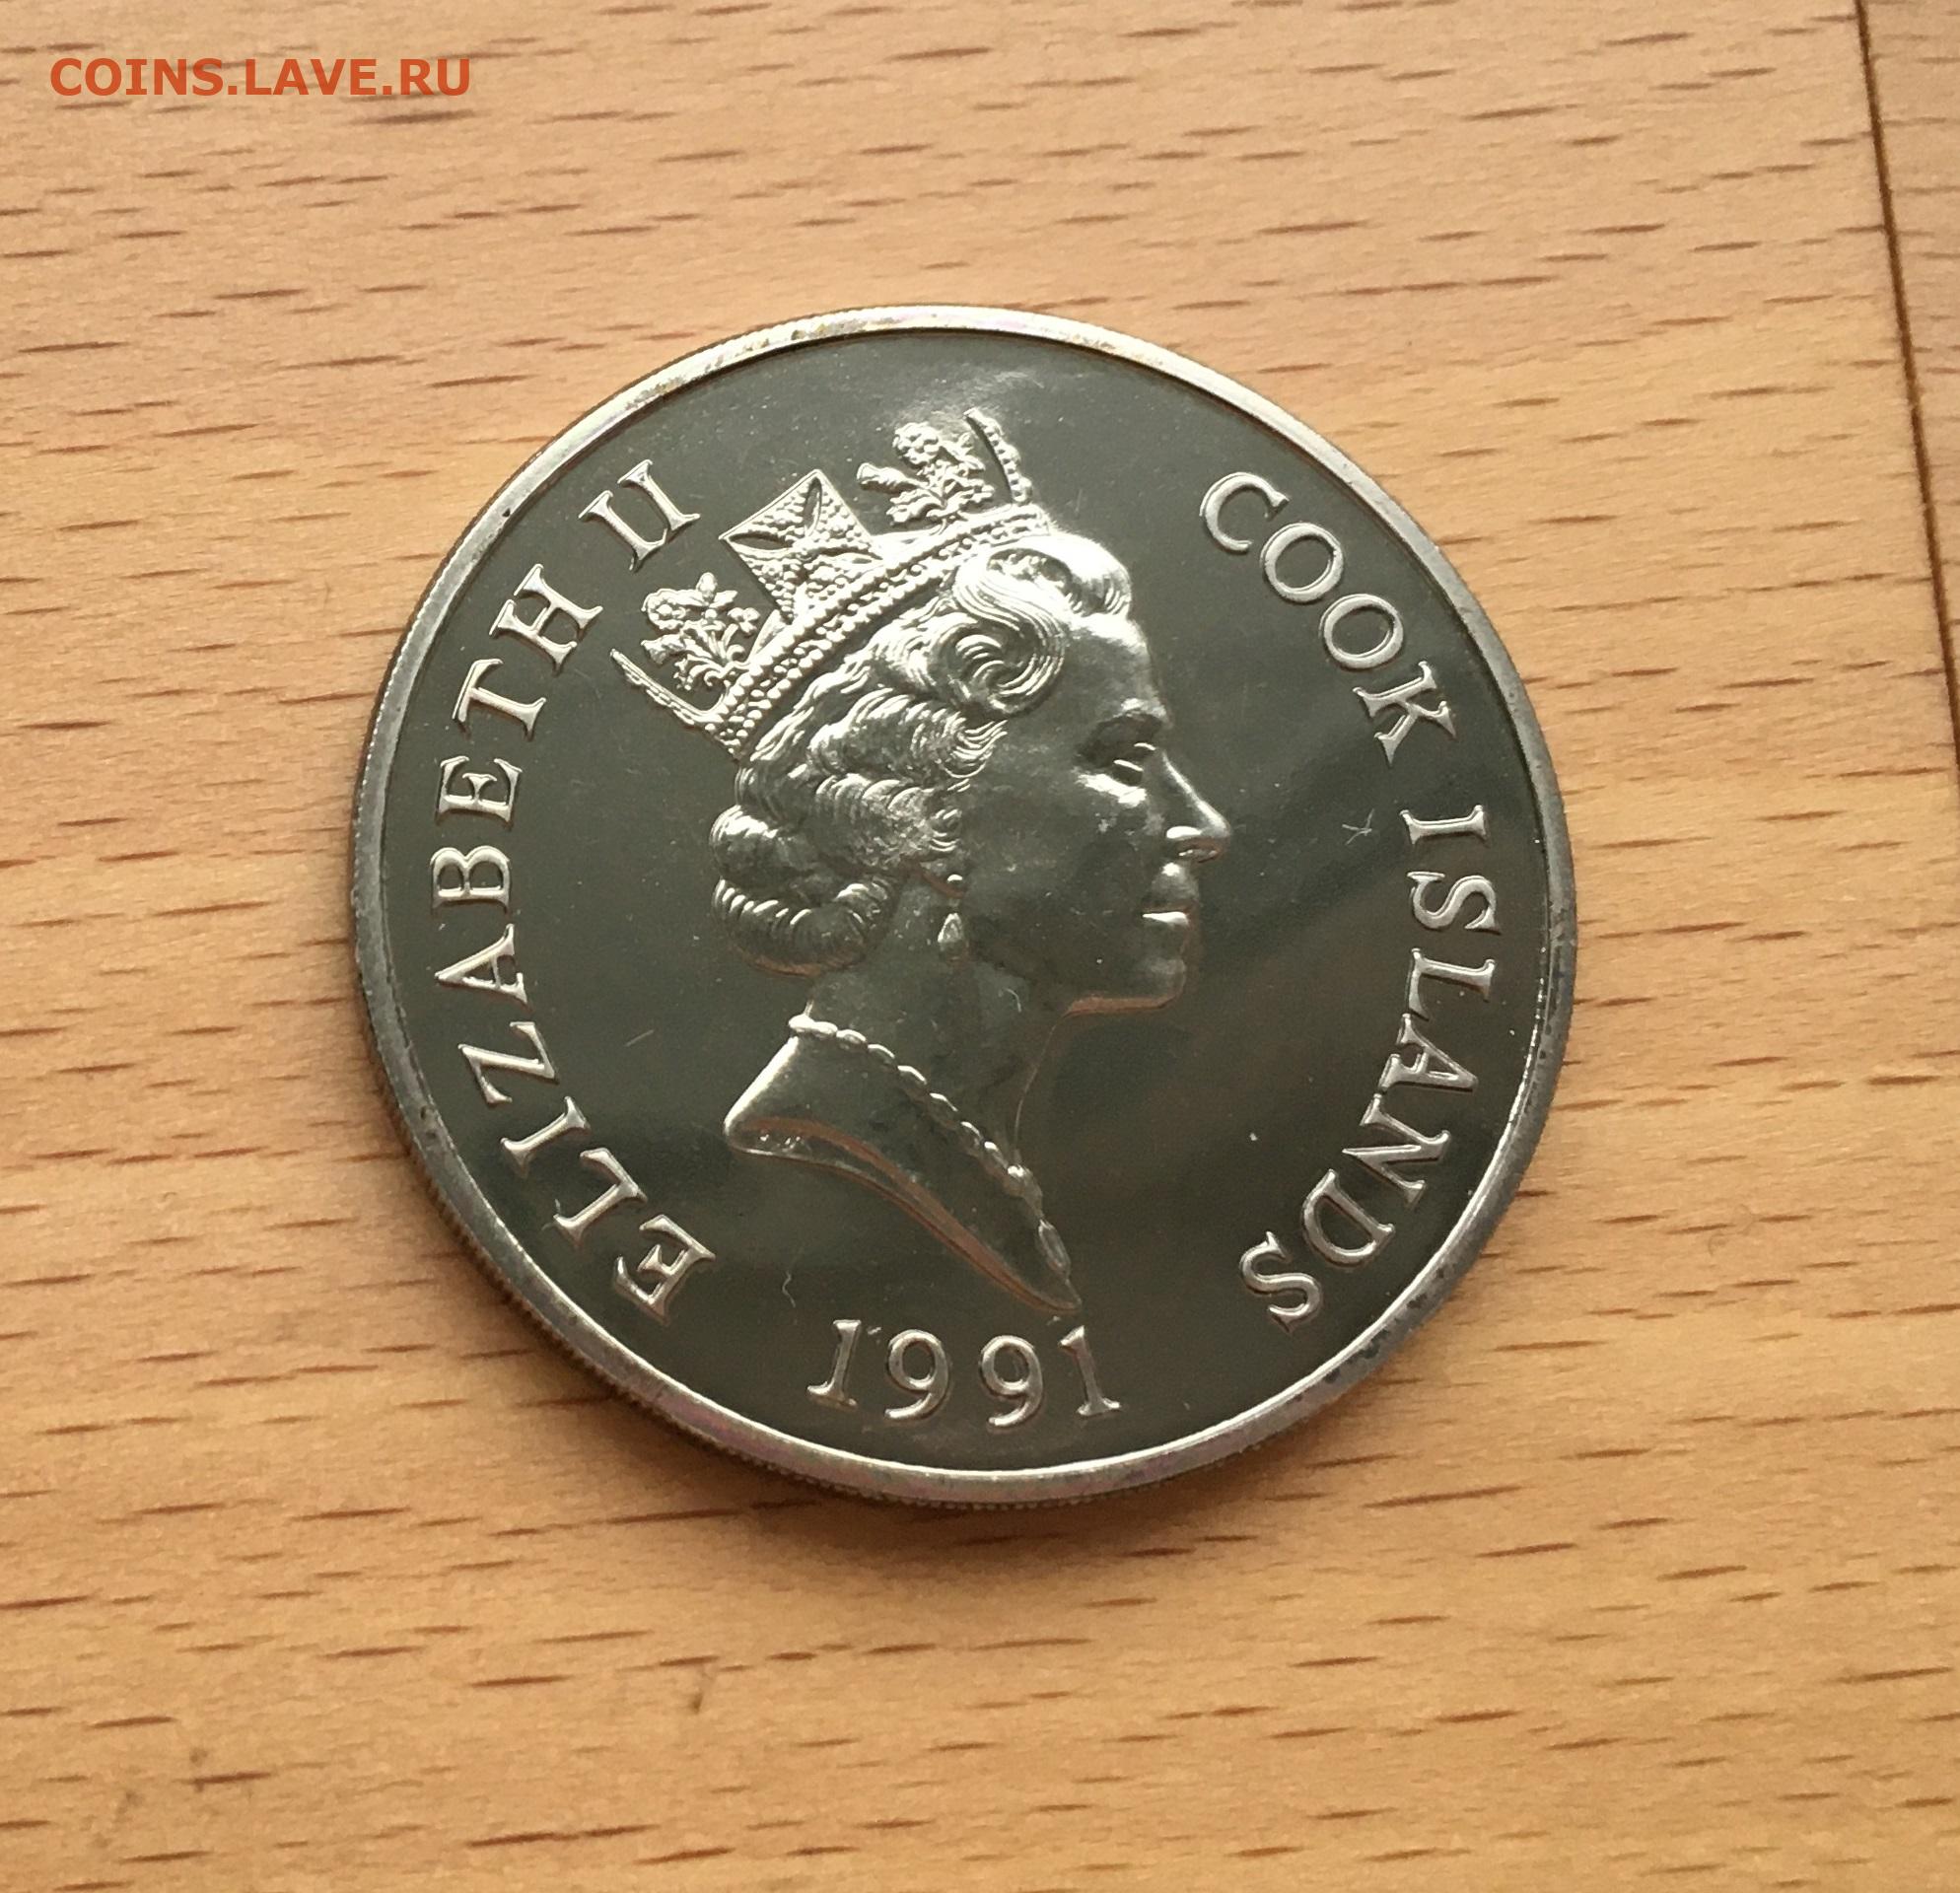 COINS.LAVE.RU
ELIZABETH II
COOK ISLANDS
1991